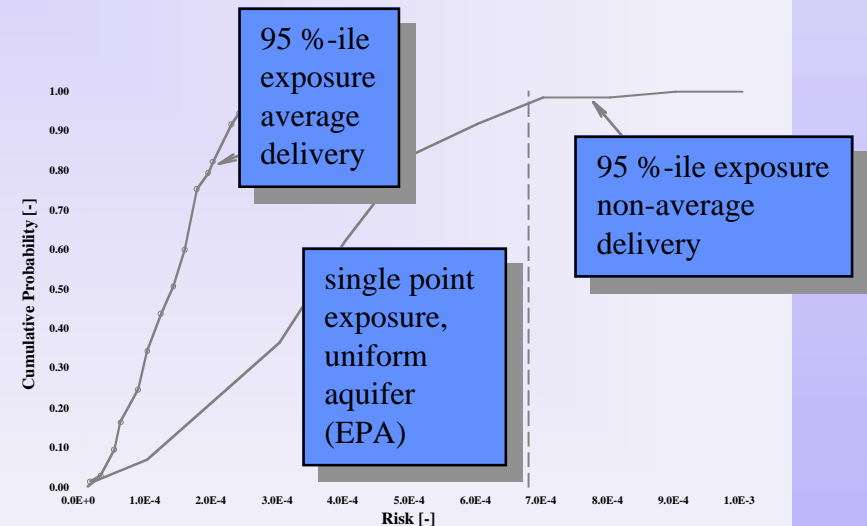 95 %-ile
exposure
average
delivery
95 %-ile exposure
non-average
delivery
single point
exposure,
uniform
aquifer
(EPA)
Cumulative Probability [-]
1.00
0.90
0.80
0.70
0.60
0.50
0.40
0.30
0.20
0.10
0.00
0.0E+0 1.0E-4 2.0E-4 3.0E-4 4.0E-4 5.0E-4 6.0E-4 7.0E-4 8.0E-4 9.0E-4 1.0E-3
Risk [-]